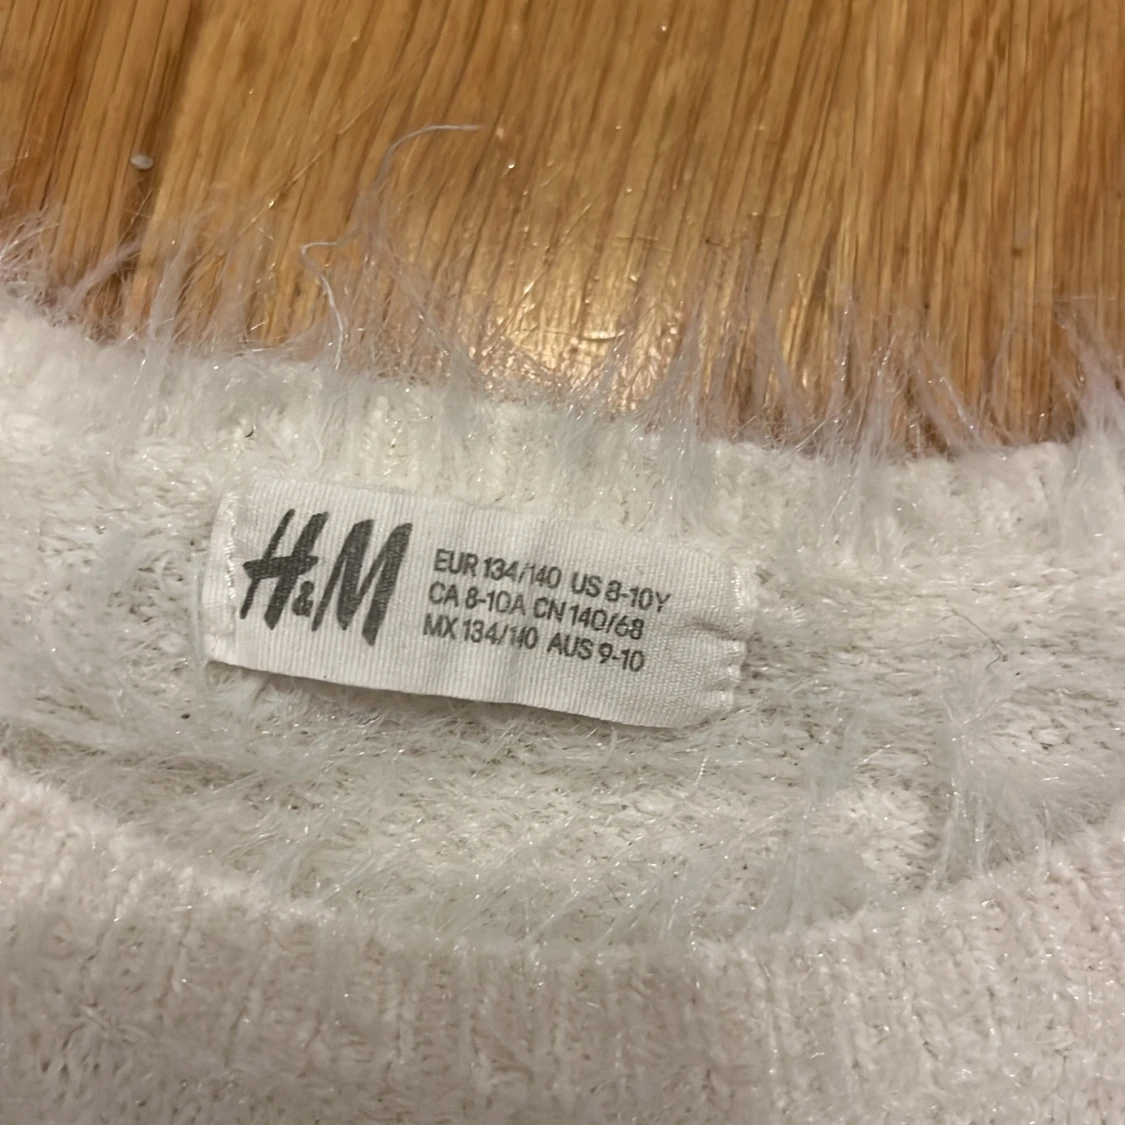 H&M
EUR 134/140 US 8-10Y
CA 8-10A CN 140/68
MX 134/140 AUS 9-10